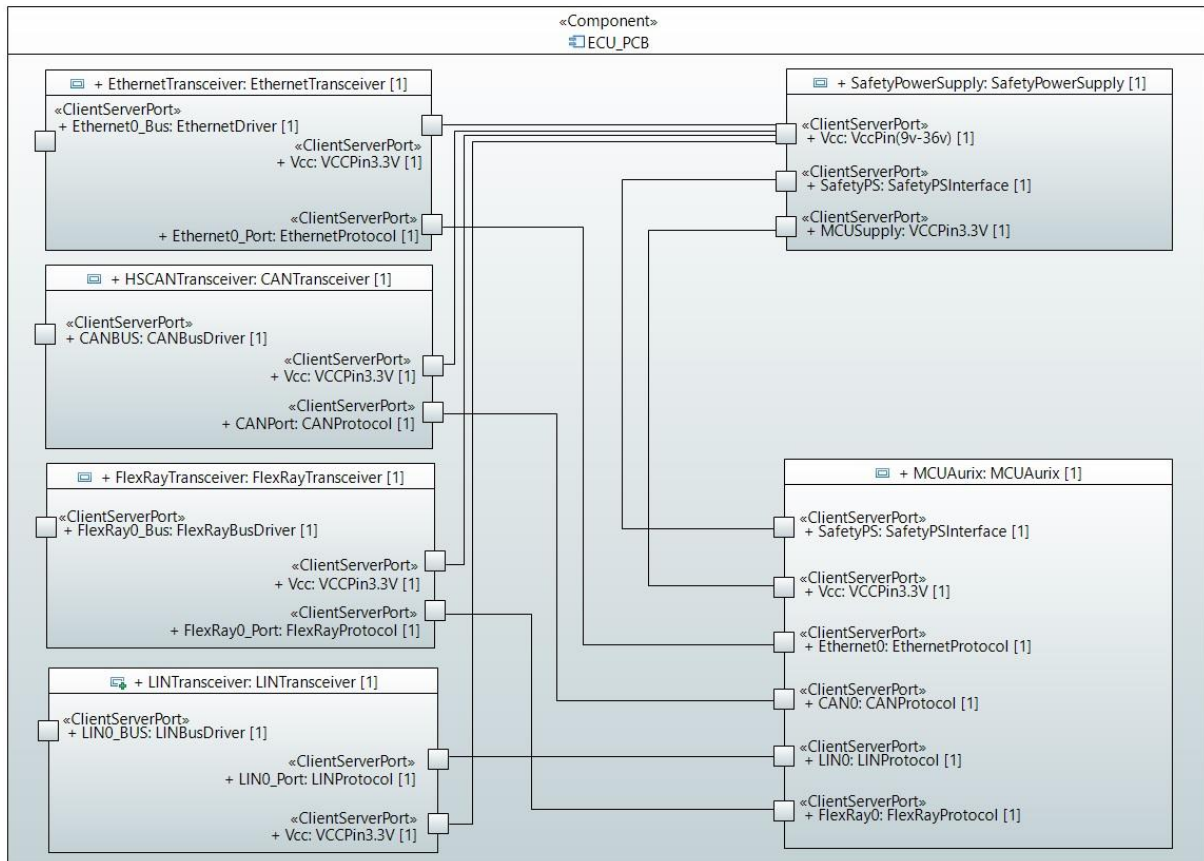 «Component»
ECU_PCB
+ EthernetTransceiver: EthernetTransceiver [1]
«ClientServerPort»
+ Ethernet0_Bus: EthernetDriver [1]
«ClientServerPort»
+ Vcc: VCCPin3.3V [1]
«ClientServerPort»
+ Ethernet0_Port: EthernetProtocol [1]
+ HSCANTransceiver: CANTransceiver [1]
«ClientServerPort»
+ CANBUS: CANBusDriver [1]
«ClientServerPort»
+ Vcc: VCCPin3.3V [1]
«ClientServerPort»
+ CANPort: CANProtocol [1]
+ FlexRayTransceiver: FlexRayTransceiver [1]
«ClientServerPort»
+ FlexRay0_Bus: FlexRayBusDriver [1]
«ClientServerPort»
+ Vcc: VCCPin3.3V [1]
«ClientServerPort»
+ FlexRay0_Port: FlexRayProtocol [1]
+ LINTransceiver: LINTransceiver [1]
«ClientServerPort»
+ LIN0_BUS: LINBusDriver [1]
«ClientServerPort»
+ LIN0_Port: LINProtocol [1]
«ClientServerPort»
+ Vcc: VCCPin3.3V [1]
+ SafetyPowerSupply: SafetyPowerSupply [1]
«ClientServerPort»
+ Vcc: VccPin(9v-36v) [1]
«ClientServerPort»
+ SafetyPS: SafetyPSInterface [1]
«ClientServerPort»
+ MCUSupply: VCCPin3.3V [1]
+ MCUAurix: MCUAurix [1]
«ClientServerPort»
+ SafetyPS: SafetyPSInterface [1]
«ClientServerPort»
+ Vcc: VCCPin3.3V [1]
«ClientServerPort»
+ Ethernet0: EthernetProtocol [1]
«ClientServerPort»
+ CAN0: CANProtocol [1]
«ClientServerPort»
+ LIN0: LINProtocol [1]
«ClientServerPort»
+ FlexRay0: FlexRayProtocol [1]